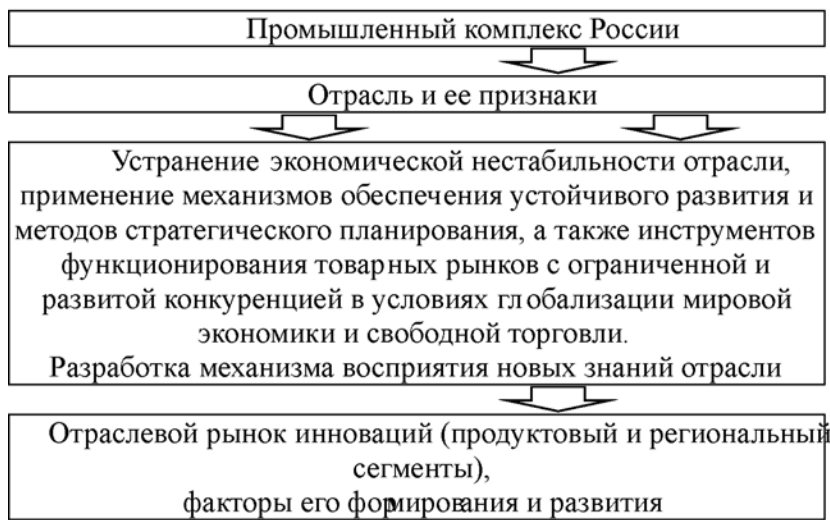 Промышленный комплекс России
Отрасль и ее признаки
Устранение экономической нестабильности отрасли,
применение механизмов обеспечения устойчивого развития и
методов стратегического планирования, а также инструментов
функционирования товарных рынков с ограниченной и
развитой конкуренцией в условиях глобализации мировой
экономики и свободной торговли.
Разработка механизма восприятия новых знаний отрасли
Отраслевой рынок инноваций (продуктовый и региональный
сегменты),
факторы его формирования и развития